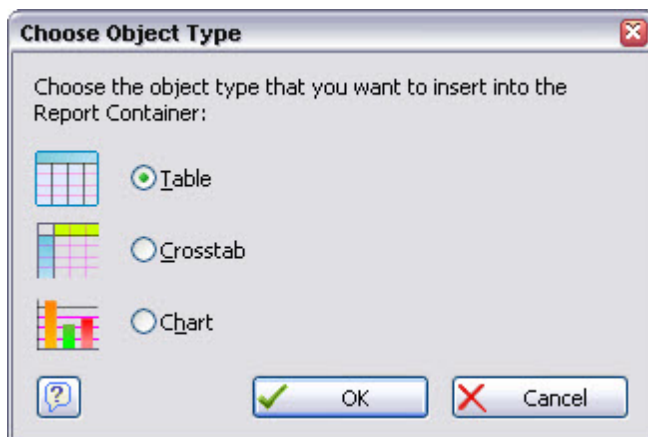 Choose Object Type
Choose the object type that you want to insert into the
Report Container:
Table
Crosstab
Chart
?
OK
Cancel